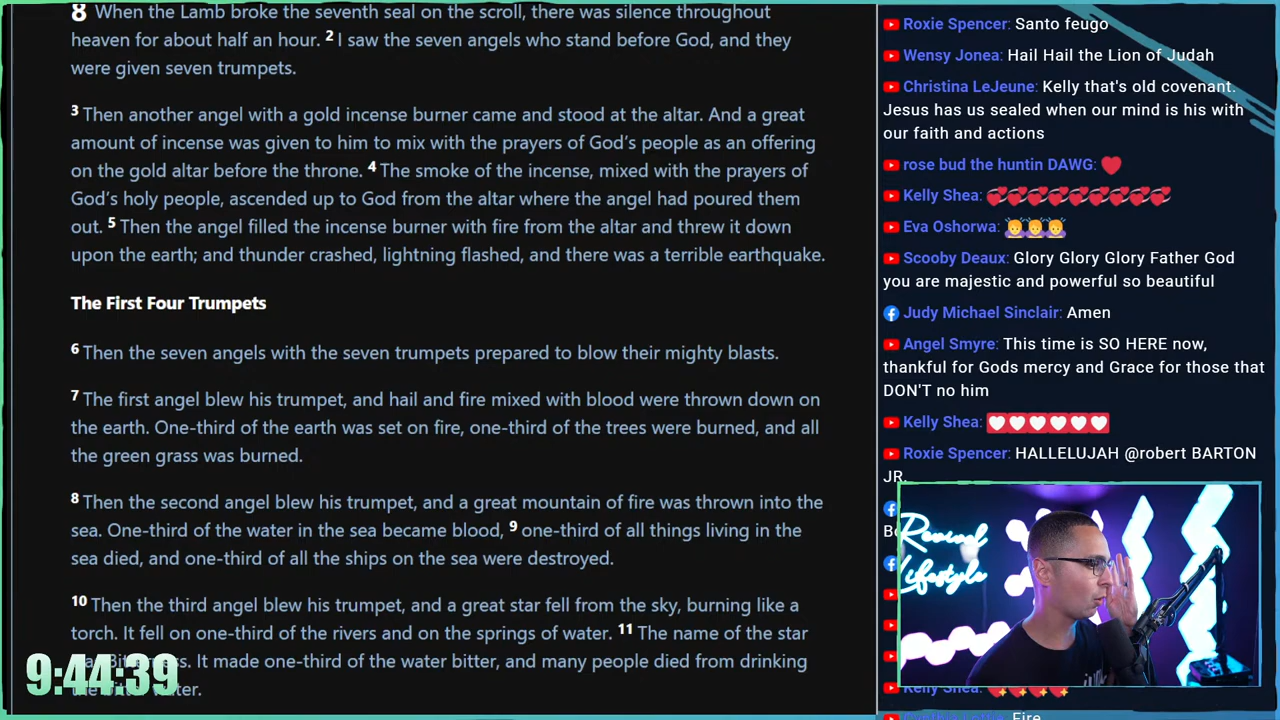 8 When the Lamb broke the seventh seal on the scroll, there was silence throughout
heaven for about half an hour. 2 I saw the seven angels who stand before God, and they
were given seven trumpets.
3 Then another angel with a gold incense burner came and stood at the altar. And a great
amount of incense was given to him to mix with the prayers of God’s people as an offering
on the gold altar before the throne. 4 The smoke of the incense, mixed with the prayers of
God’s holy people, ascended up to God from the altar where the angel had poured them
out. 5 Then the angel filled the incense burner with fire from the altar and threw it down
upon the earth; and thunder crashed, lightning flashed, and there was a terrible earthquake.
The First Four Trumpets
6 Then the seven angels with the seven trumpets prepared to blow their mighty blasts.
7 The first angel blew his trumpet, and hail and fire mixed with blood were thrown down on
the earth. One-third of the earth was set on fire, one-third of the trees were burned, and all
the green grass was burned.
8 Then the second angel blew his trumpet, and a great mountain of fire was thrown into the
sea. One-third of the water in the sea became blood, 9 one-third of all things living in the
sea died, and one-third of all the ships on the sea were destroyed.
10 Then the third angel blew his trumpet, and a great star fell from the sky, burning like a
torch. It fell on one-third of the rivers and on the springs of water. 11 The name of the star
It made one-third of the water bitter, and many people died from drinking
9:44:39
Roxie Spencer: Santo feugo
Wensy Jonea: Hail Hail the Lion of Judah
Christina LeJeune: Kelly that's old covenant.
Jesus has us sealed when our mind is his with
our faith and actions
rose bud the huntin DAWG: ❤️
Kelly Shea: 💞💞💞💞💞💞💞💞💞
Eva Oshorwa: 🙌🙌🙌
Scooby Deaux: Glory Glory Glory Father God
you are majestic and powerful so beautiful
Judy Michael Sinclair: Amen
Angel Smyre: This time is SO HERE now,
thankful for Gods mercy and Grace for those that
DON'T no him
Kelly Shea: 💟💟💟💟💟💟
Roxie Spencer: HALLELUJAH @robert BARTON
JR.
Revival
Lifestyle
Kelly Shea: ✨✨✨✨
Fire